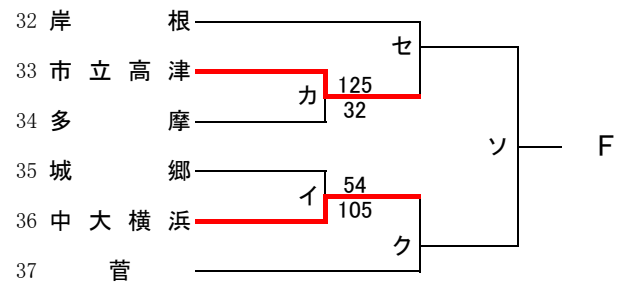 32 岸根
セ
33 市立高津
125
カ
32
34 多摩
ソ F
35 城郷
54
イ
105
36 中大横浜
ク
37 菅